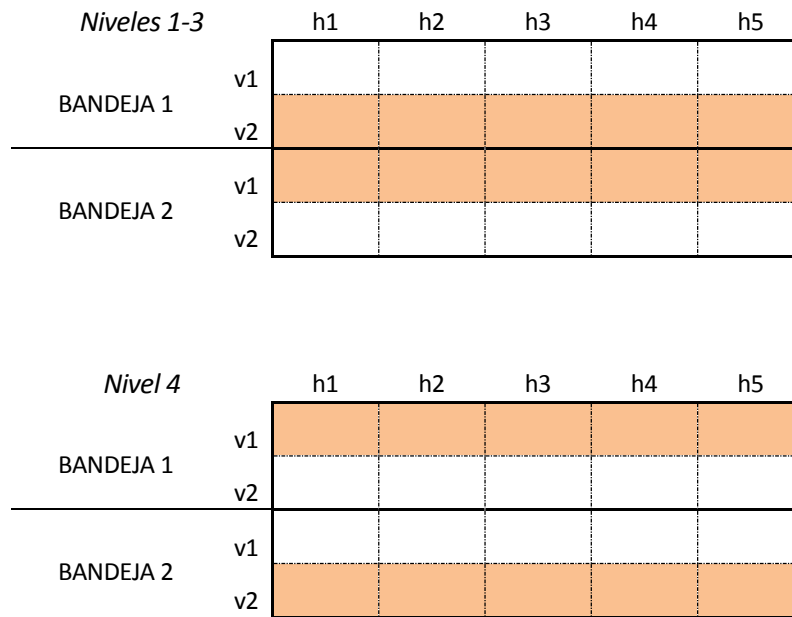 Niveles 1-3 h1 h2 h3 h4 h5
v1
BANDEJA 1
v2
v1
BANDEJA 2
v2
Nivel 4 h1 h2 h3 h4 h5
v1
BANDEJA 1
v2
v1
BANDEJA 2
v2